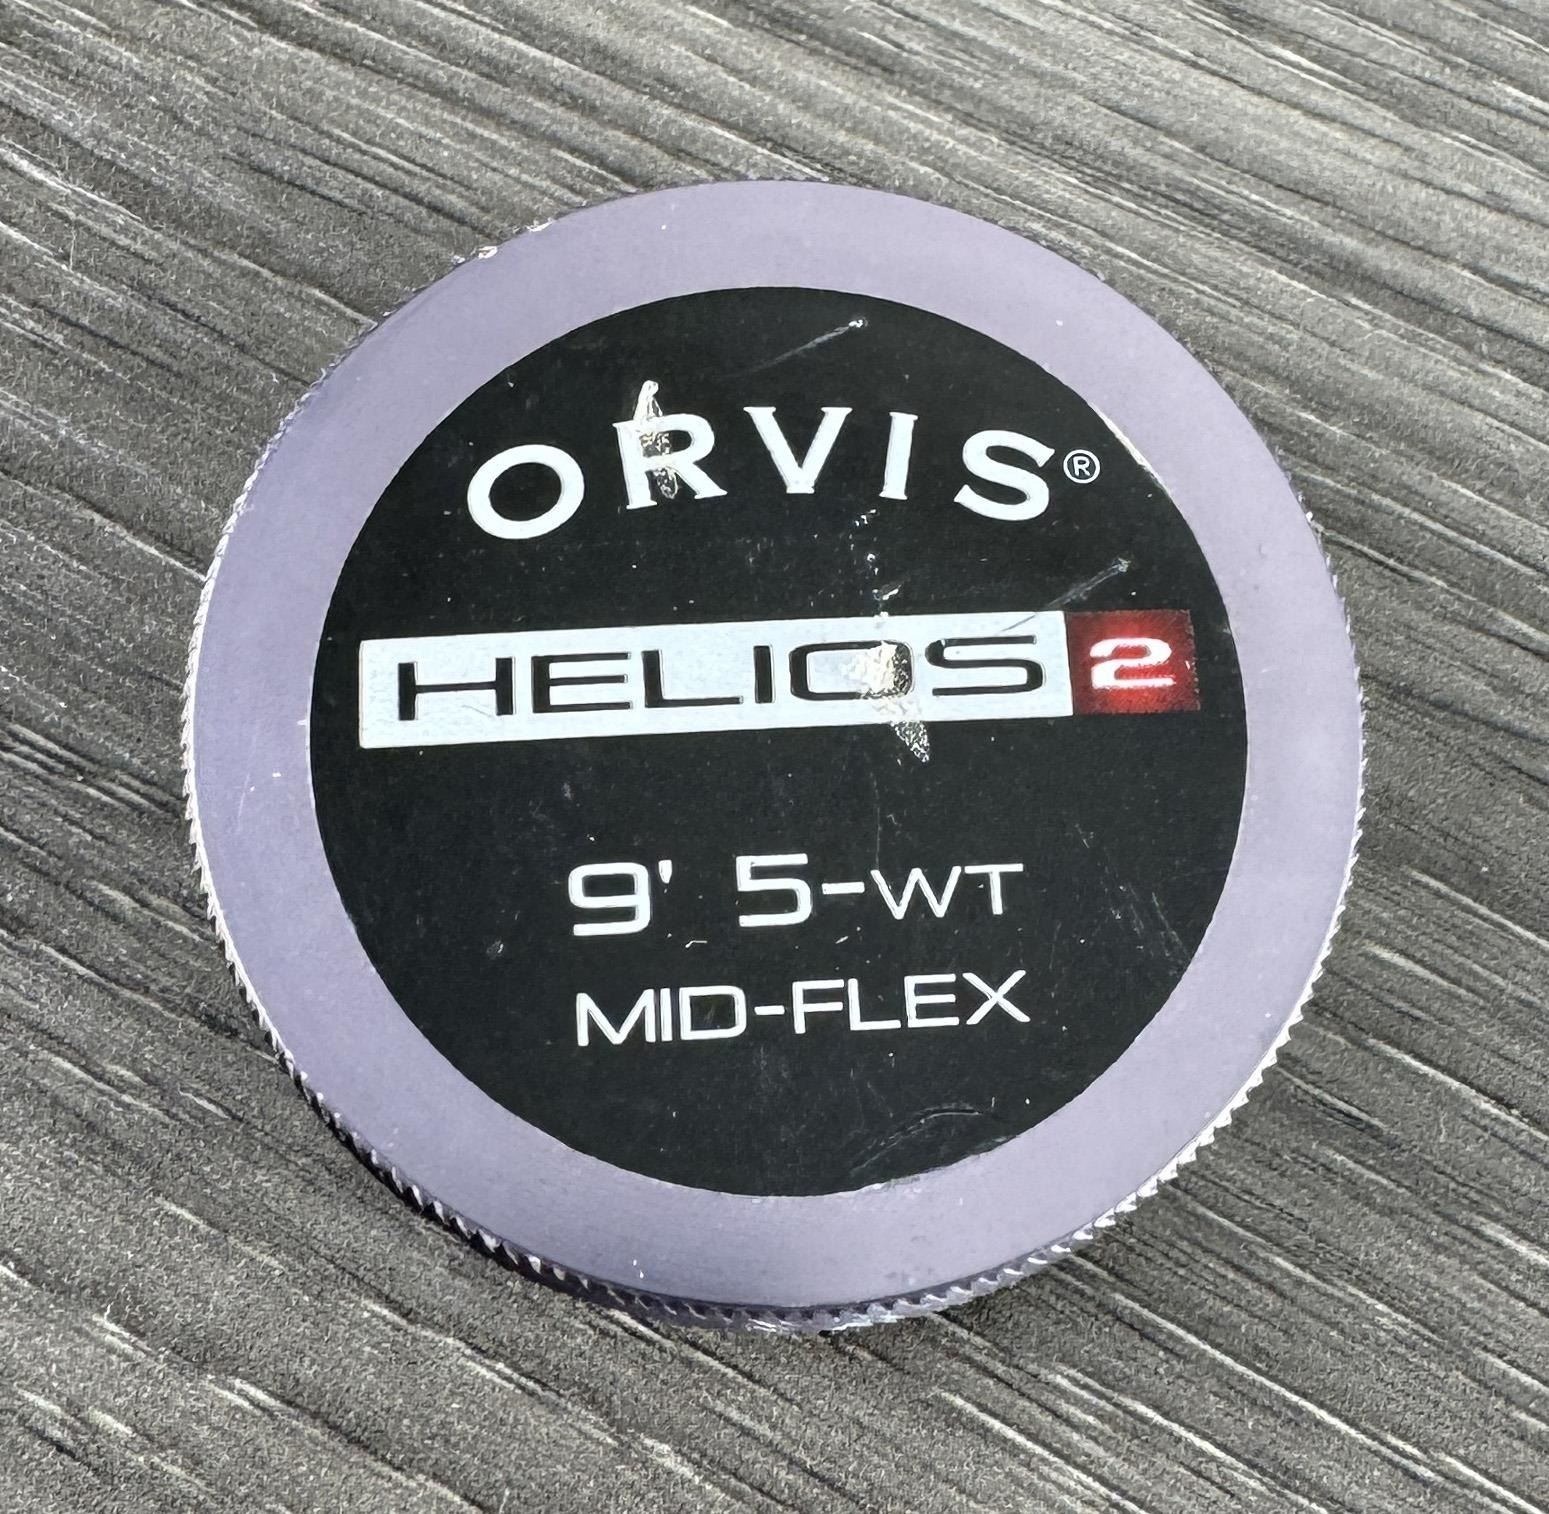 ORVIS®
HELIOS 2
9' 5-WT
MID-FLEX